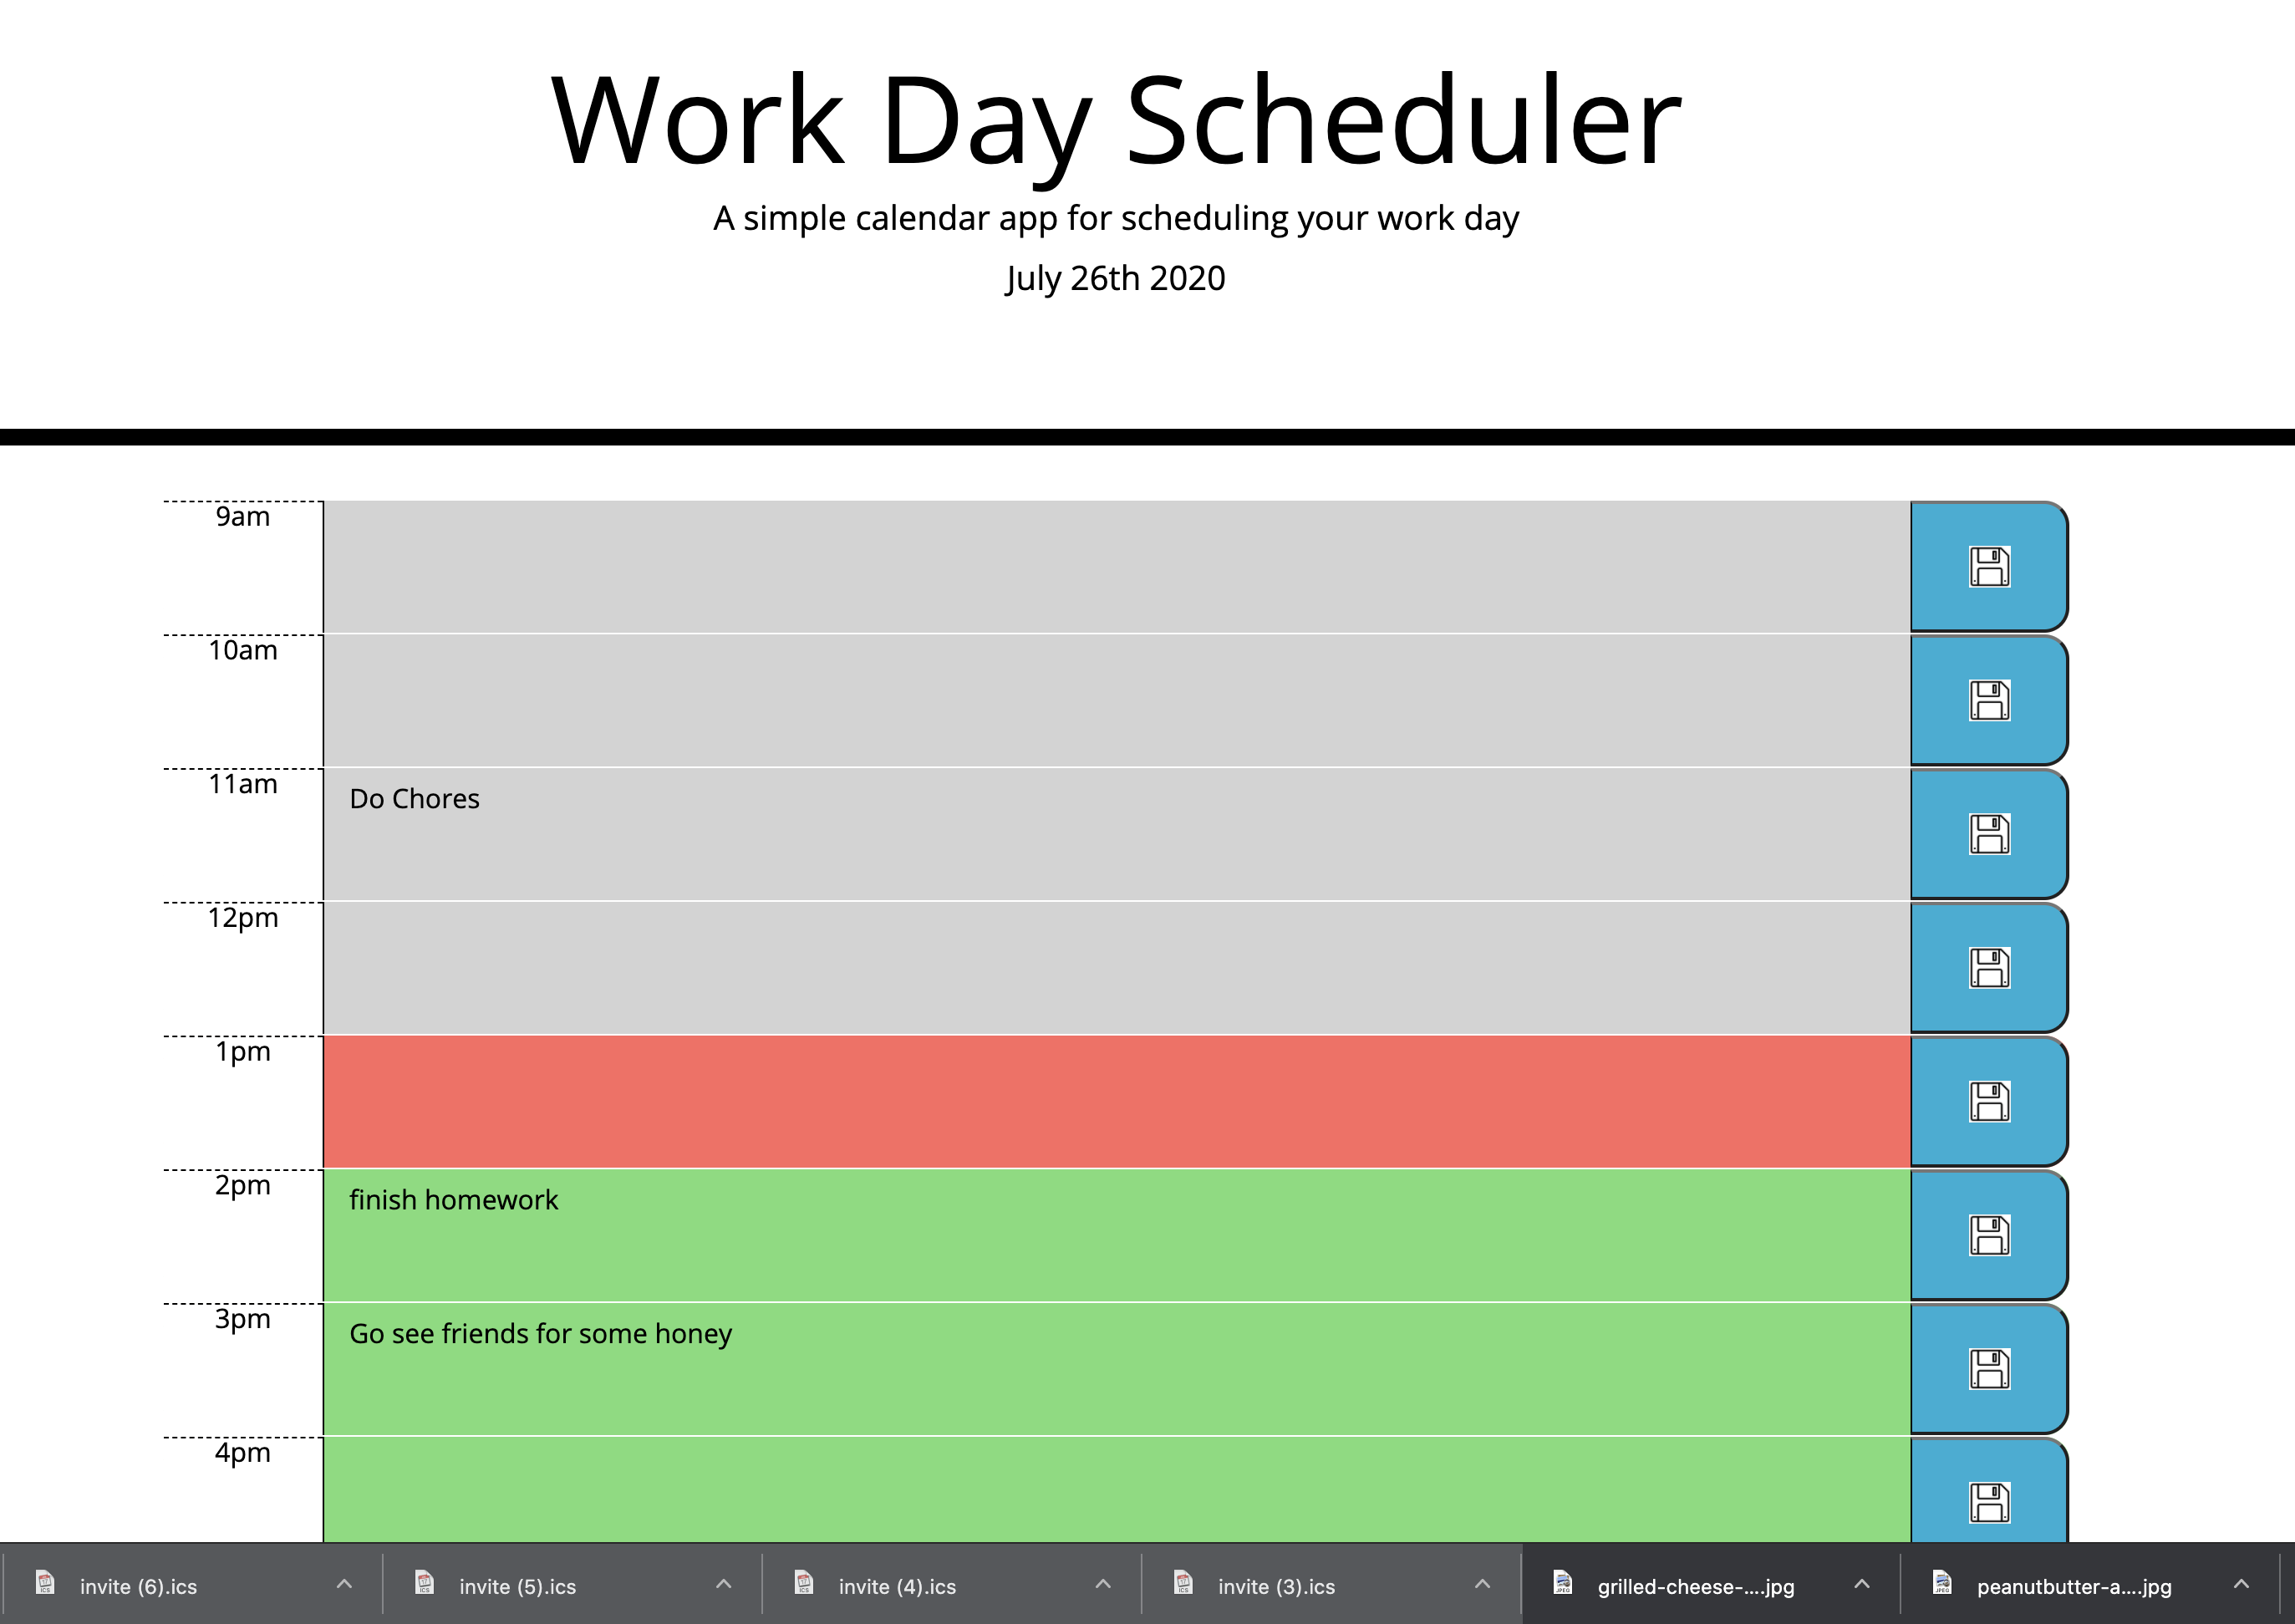 Work Day Scheduler
A simple calendar app for scheduling your work day
July 26th 2020
9am
10am
11am
Do Chores
12pm
1pm
2pm
finish homework
3pm
Go see friends for some honey
4pm
invite (6).ics
invite (5).ics
invite (4).ics
invite (3).ics
grilled-cheese-....jpg
peanutbutter-a....jpg